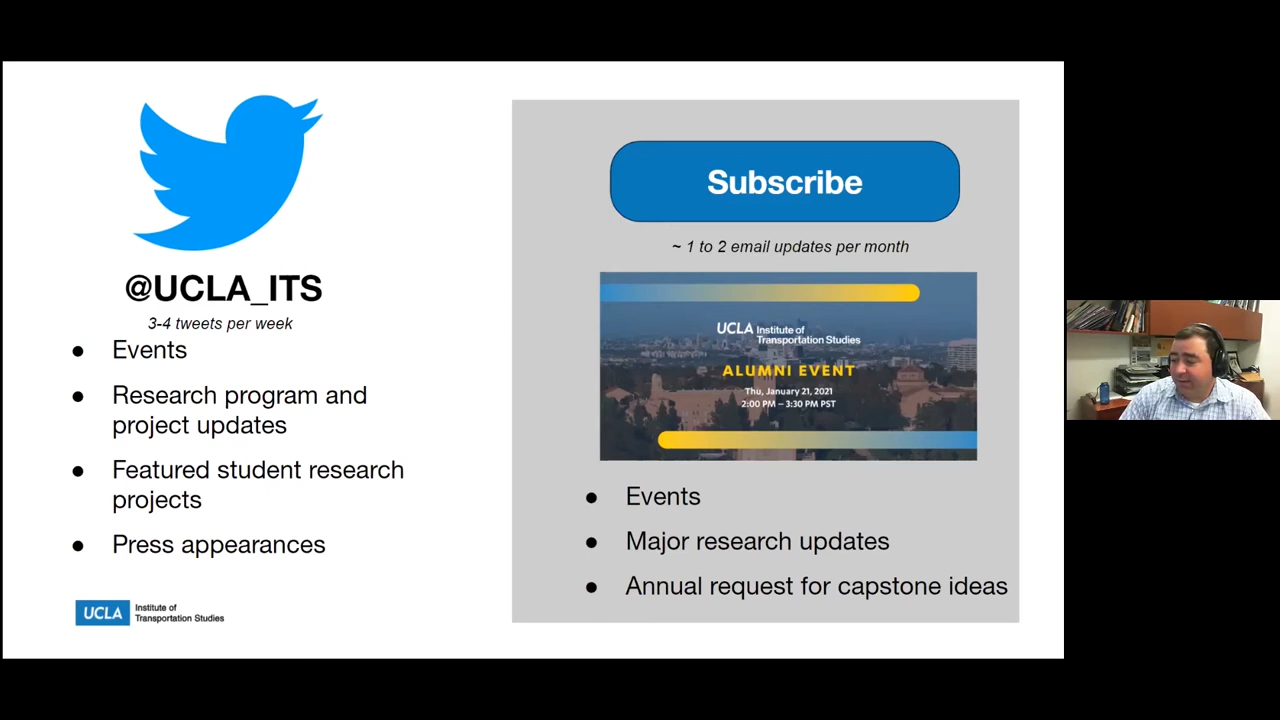 @UCLA_ITS
3-4 tweets per week
● Events
● Research program and
project updates
● Featured student research
projects
● Press appearances
UCLA Institute of
Transportation Studies
Subscribe
~ 1 to 2 email updates per month
UCLA Institute of
Transportation Studies
ALUMNI EVENT
Thu, January 21, 2021
2:00 PM – 3:30 PM PST
● Events
● Major research updates
● Annual request for capstone ideas